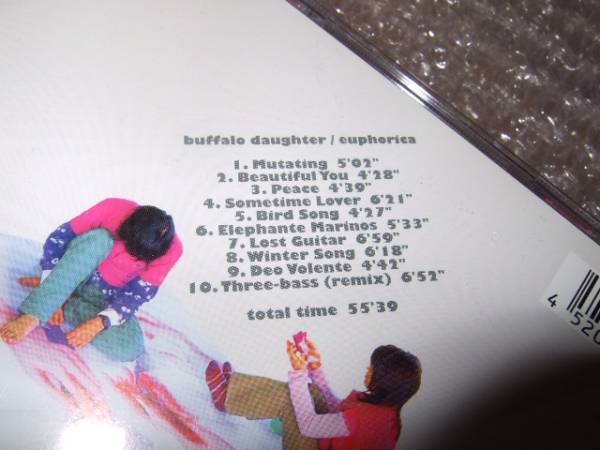 buffalo daughter / euphorica
1. Mutating 5'02"
2. Beautiful You 4'28"
3. Peace 4'39"
4. Sometime Lover 6'21"
5. Bird Song 4'27"
6. Elephante Marinos 5'33"
7. Lost Guitar 6'59"
8. Winter Song 6'18"
9. Deo Volente 4'42"
10. Three-bass (remix) 6'52"
total time 55'39
4 520